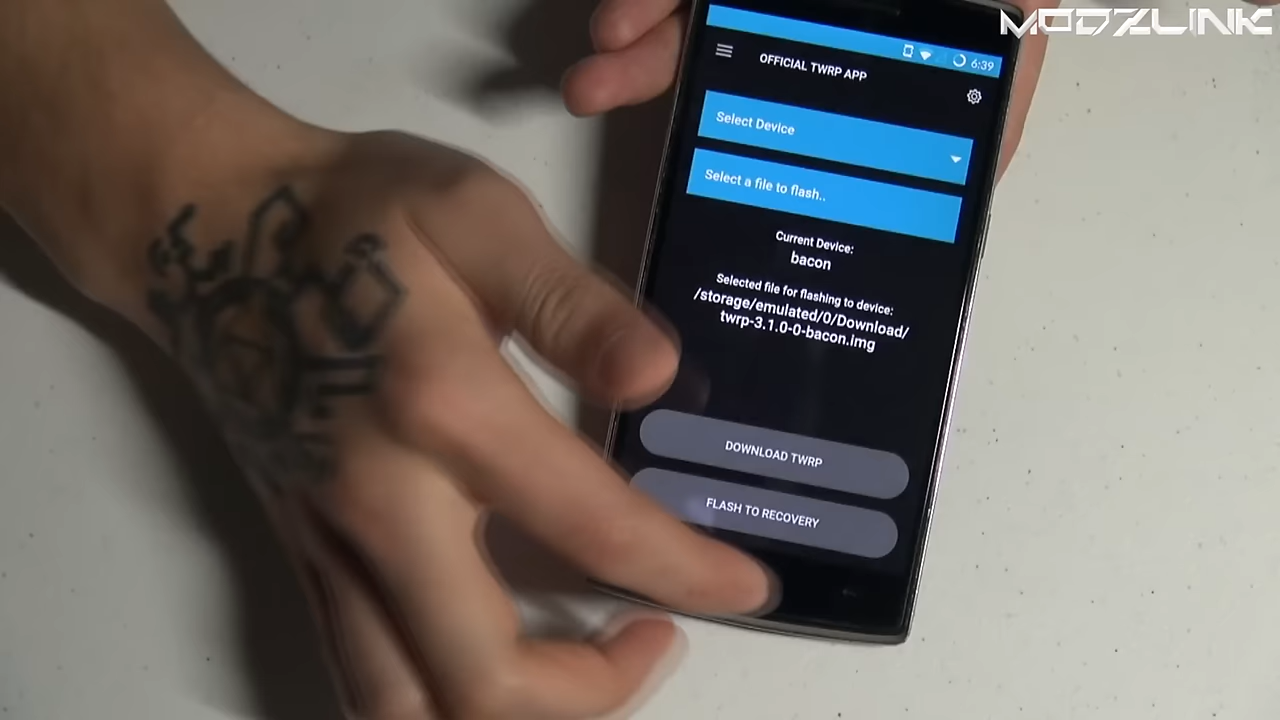 MODZLINK
6:39
OFFICIAL TWRP APP
Select Device
Select a file to flash..
Current Device:
bacon
Selected file for flashing to device:
/storage/emulated/0/Download/
twrp-3.1.0-0-bacon.img
DOWNLOAD TWRP
FLASH TO RECOVERY